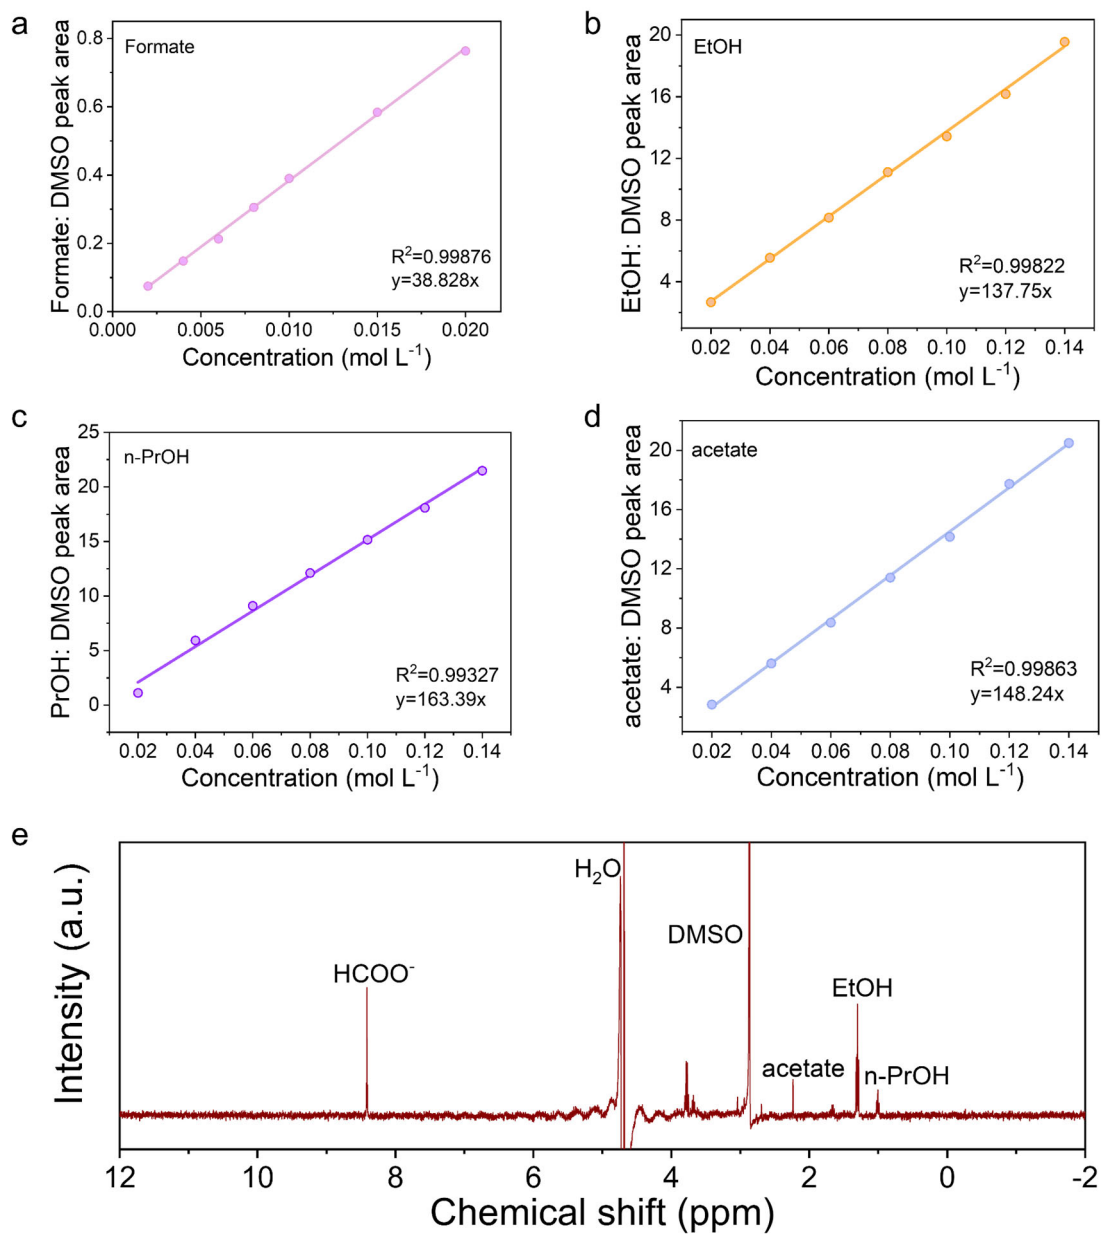 a
Formate
Formate: DMSO peak area
0.8
0.6
0.4
0.2
0.0
R²=0.99876
y=38.828x
0.000 0.005 0.010 0.015 0.020
Concentration (mol L⁻¹)
b
EtOH
EtOH: DMSO peak area
20
16
12
8
4
R²=0.99822
y=137.75x
0.02 0.04 0.06 0.08 0.10 0.12 0.14
Concentration (mol L⁻¹)
c
n-PrOH
PrOH: DMSO peak area
25
20
15
10
5
0
R²=0.99327
y=163.39x
0.02 0.04 0.06 0.08 0.10 0.12 0.14
Concentration (mol L⁻¹)
d
acetate
acetate: DMSO peak area
20
16
12
8
4
R²=0.99863
y=148.24x
0.02 0.04 0.06 0.08 0.10 0.12 0.14
Concentration (mol L⁻¹)
e
Intensity (a.u.)
H₂O
DMSO
HCOO⁻
EtOH
acetate
n-PrOH
12 10 8 6 4 2 0 -2
Chemical shift (ppm)